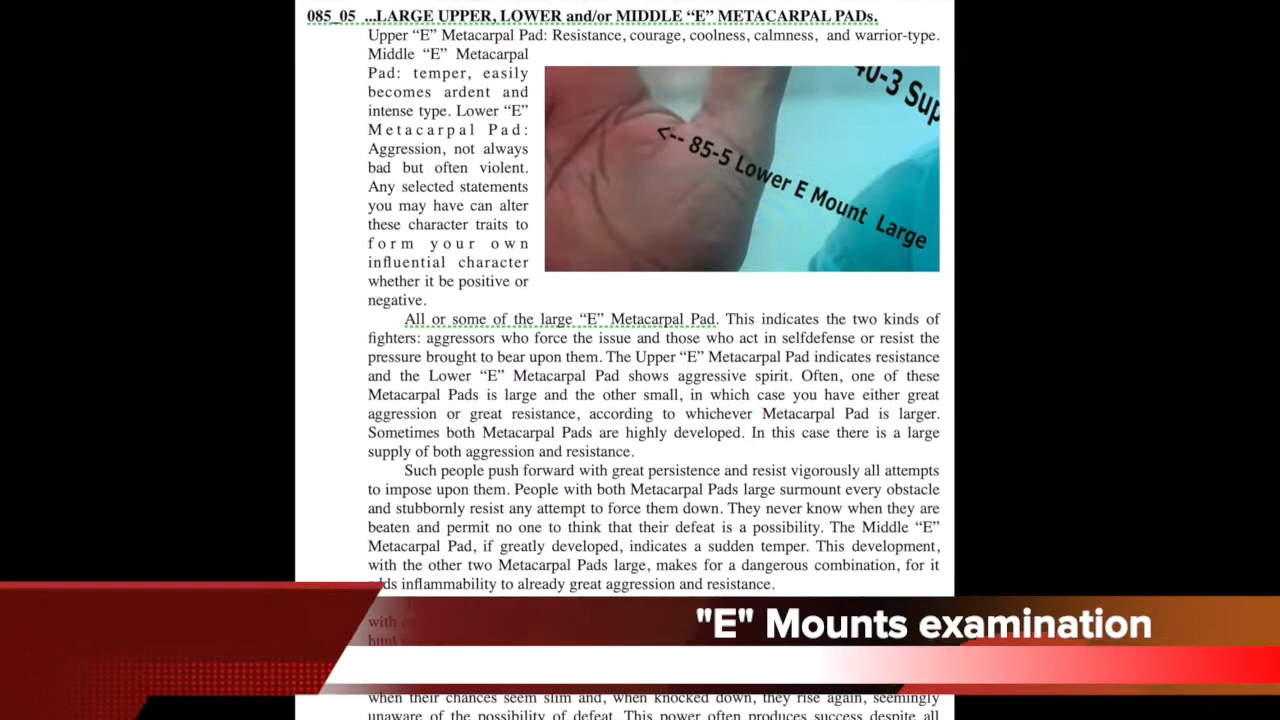 085_05 ...LARGE UPPER, LOWER and/or MIDDLE “E” METACARPAL PADs.
Upper “E” Metacarpal Pad: Resistance, courage, coolness, calmness, and warrior-type.
Middle “E” Metacarpal
Pad: temper, easily
becomes ardent and
intense type. Lower “E”
Metacarpal Pad:
Aggression, not always
bad but often violent.
Any selected statements
you may have can alter
these character traits to
form your own
influential character
whether it be positive or
negative.
40-3 Sup
<-- 85-5 Lower E Mount Large
All or some of the large “E” Metacarpal Pad. This indicates the two kinds of
fighters: aggressors who force the issue and those who act in selfdefense or resist the
pressure brought to bear upon them. The Upper “E” Metacarpal Pad indicates resistance
and the Lower “E” Metacarpal Pad shows aggressive spirit. Often, one of these
Metacarpal Pads is large and the other small, in which case you have either great
aggression or great resistance, according to whichever Metacarpal Pad is larger.
Sometimes both Metacarpal Pads are highly developed. In this case there is a large
supply of both aggression and resistance.
Such people push forward with great persistence and resist vigorously all attempts
to impose upon them. People with both Metacarpal Pads large surmount every obstacle
and stubbornly resist any attempt to force them down. They never know when they are
beaten and permit no one to think that their defeat is a possibility. The Middle “E”
Metacarpal Pad, if greatly developed, indicates a sudden temper. This development,
with the other two Metacarpal Pads large, makes for a dangerous combination, for it
adds inflammability to already great aggression and resistance.
with
"E" Mounts examination
when their chances seem slim and, when knocked down, they rise again, seemingly
unaware of the possibility of defeat. This power often produces success despite all